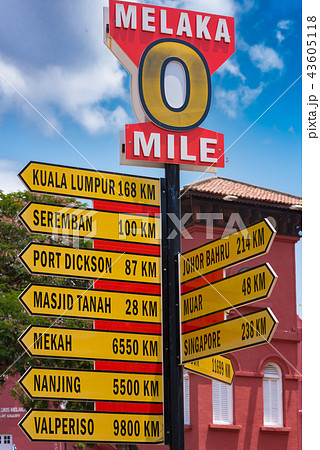 MELAKA
0
MILE
KUALA LUMPUR 168 KM
SEREMBAN 100 KM
PORT DICKSON 87 KM
MASJID TANAH 28 KM
MEKAH 6550 KM
NANJING 5500 KM
VALPERISO 9800 KM
JOHOR BAHRU 214 KM
MUAR 48 KM
SINGAPORE 238 KM
11699 KM
pixta.jp - 43605118